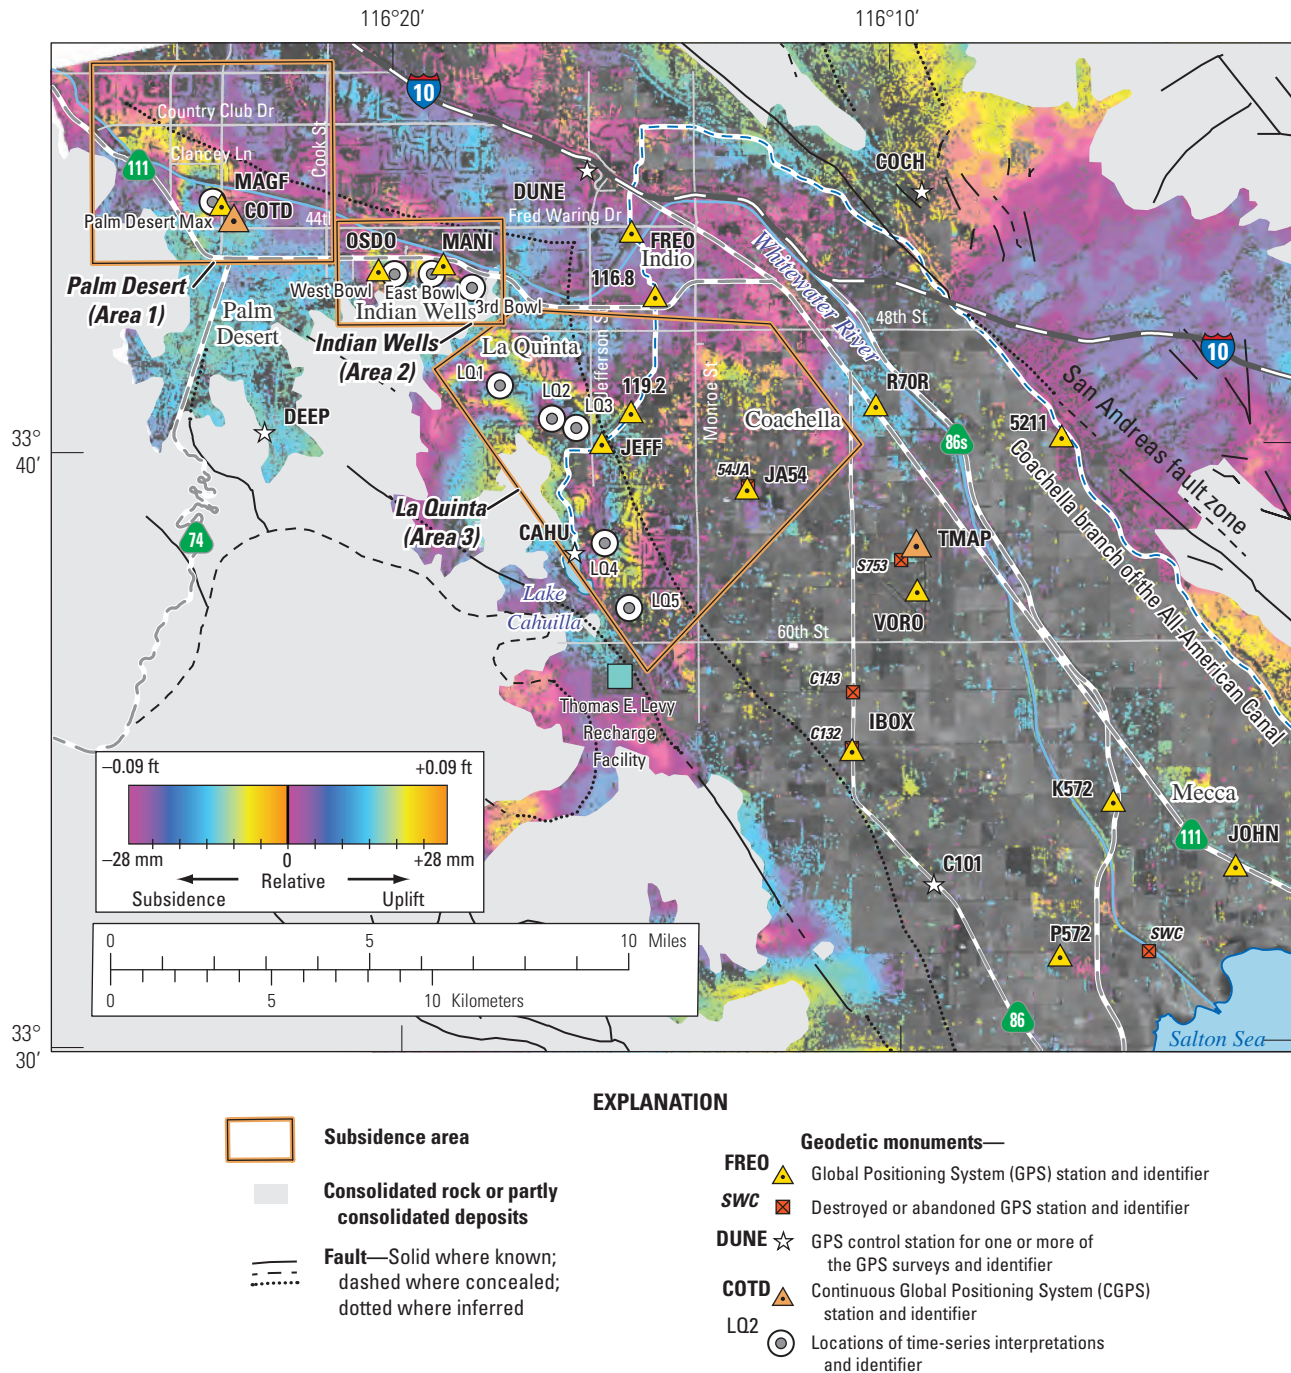 116°20′
116°10′
10
Country Club Dr
Cook St
Clancey Ln
111
MAGF
COTD
Palm Desert Max
44th
DUNE
Fred Waring Dr
COCH
OSDO
MANI
FREO
Indio
116.8
Whitewater River
West Bowl
East Bowl
3rd Bowl
Indian Wells
Palm Desert
(Area 1)
Palm
Desert
Indian Wells
(Area 2)
La Quinta
Jefferson St
48th St
10
LQ1
LQ2
LQ3
119.2
Monroe St
R70R
San Andreas fault zone
DEEP
Coachella
5211
33°
40′
JEFF
86s
54JA
JA54
La Quinta
(Area 3)
CAHU
74
TMAP
S753
Coachella branch of the All-American Canal
LQ4
Lake
Cahuilla
LQ5
VORO
60th St
C143
Thomas E. Levy
Recharge
Facility
IBOX
C132
–0.09 ft
+0.09 ft
–28 mm
0
+28 mm
Relative
Subsidence
Uplift
K572
Mecca
111
JOHN
C101
0
5
10 Miles
0
5
10 Kilometers
P572
SWC
86
33°
30′
Salton Sea
EXPLANATION
Subsidence area
Consolidated rock or partly
consolidated deposits
Fault—Solid where known;
dashed where concealed;
dotted where inferred
Geodetic monuments—
FREO
Global Positioning System (GPS) station and identifier
SWC
Destroyed or abandoned GPS station and identifier
DUNE
GPS control station for one or more of
the GPS surveys and identifier
COTD
Continuous Global Positioning System (CGPS)
station and identifier
LQ2
Locations of time-series interpretations
and identifier